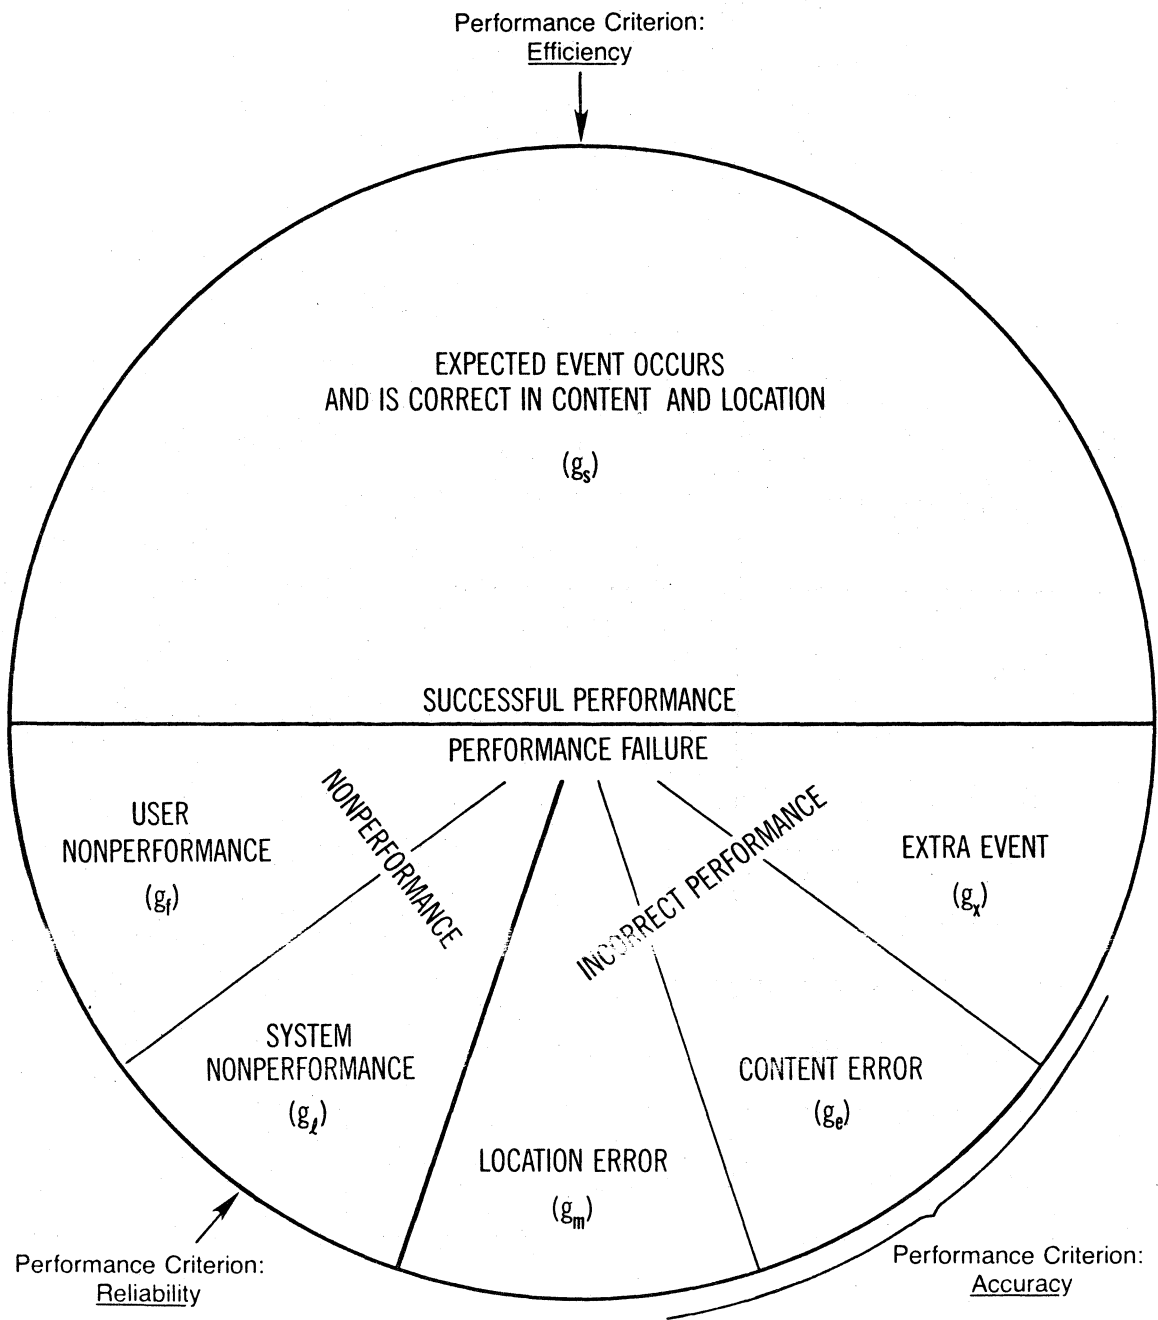 Performance Criterion:
Efficiency
EXPECTED EVENT OCCURS
AND IS CORRECT IN CONTENT AND LOCATION
(gs)
SUCCESSFUL PERFORMANCE
PERFORMANCE FAILURE
NONPERFORMANCE
INCORRECT PERFORMANCE
USER
NONPERFORMANCE
(gf)
EXTRA EVENT
(gx)
SYSTEM
NONPERFORMANCE
(gℓ)
CONTENT ERROR
(ge)
LOCATION ERROR
(gm)
Performance Criterion:
Reliability
Performance Criterion:
Accuracy